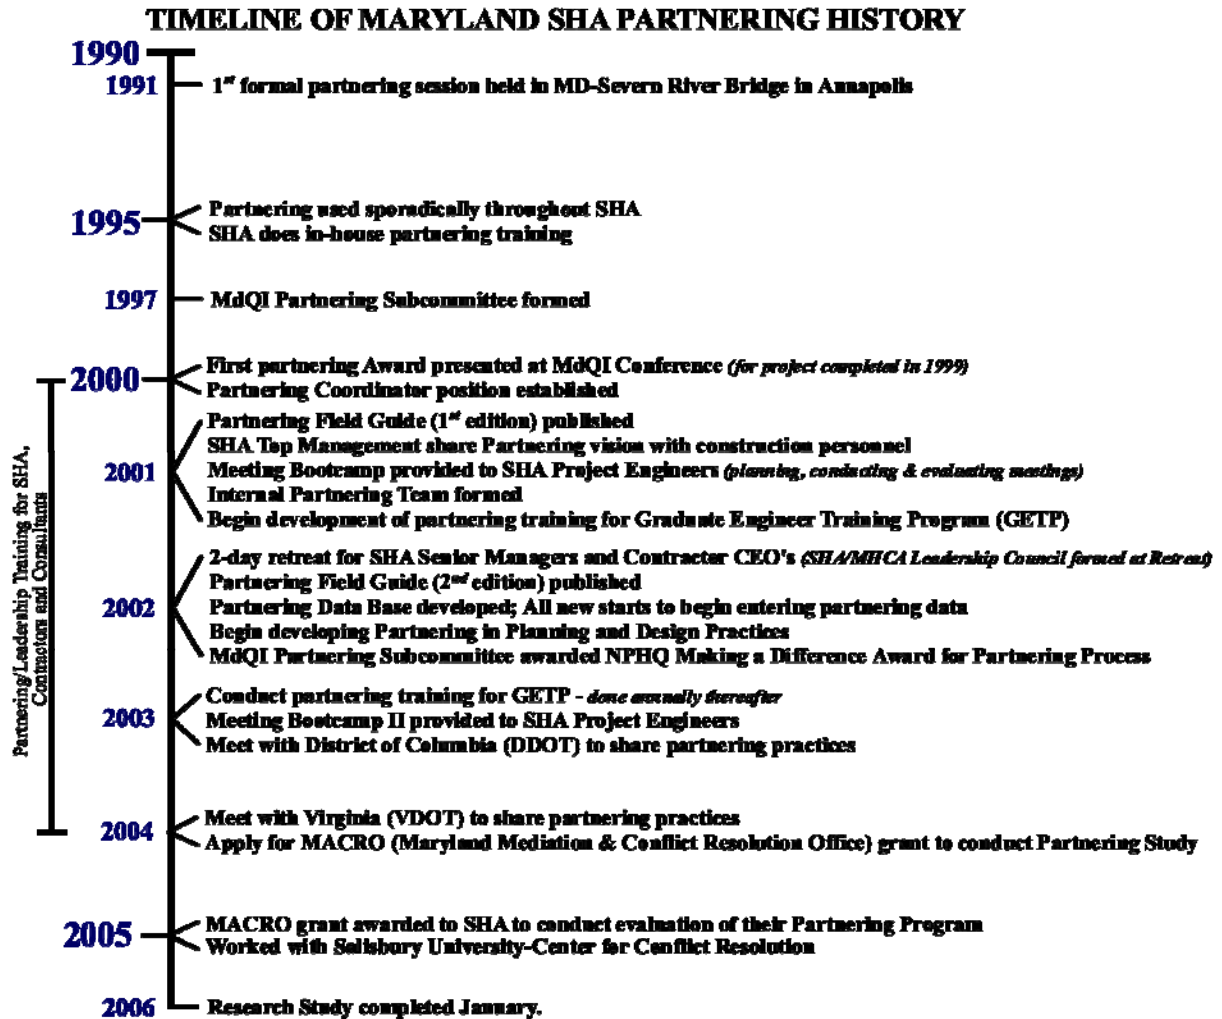 TIMELINE OF MARYLAND SHA PARTNERING HISTORY
1990
1991
1st formal partnering session held in MD-Severn River Bridge in Annapolis
1995
Partnering used sporadically throughout SHA
SHA does in-house partnering training
1997
MdQI Partnering Subcommittee formed
2000
First partnering Award presented at MdQI Conference (for project completed in 1999)
Partnering Coordinator position established
2001
Partnering Field Guide (1st edition) published
SHA Top Management share Partnering vision with construction personnel
Meeting Bootcamp provided to SHA Project Engineers (planning, conducting & evaluating meetings)
Internal Partnering Team formed
Begin development of partnering training for Graduate Engineer Training Program (GETP)
2002
2-day retreat for SHA Senior Managers and Contractor CEO's (SHA/MHCA Leadership Council formed at Retreat)
Partnering Field Guide (2nd edition) published
Partnering Data Base developed; All new starts to begin entering partnering data
Begin developing Partnering in Planning and Design Practices
MdQI Partnering Subcommittee awarded NPHQ Making a Difference Award for Partnering Process
2003
Conduct partnering training for GETP - done annually thereafter
Meeting Bootcamp II provided to SHA Project Engineers
Meet with District of Columbia (DDOT) to share partnering practices
2004
Meet with Virginia (VDOT) to share partnering practices
Apply for MACRO (Maryland Mediation & Conflict Resolution Office) grant to conduct Partnering Study
2005
MACRO grant awarded to SHA to conduct evaluation of their Partnering Program
Worked with Salisbury University-Center for Conflict Resolution
2006
Research Study completed January.
Partnering/Leadership Training for SHA,
Contractors and Consultants